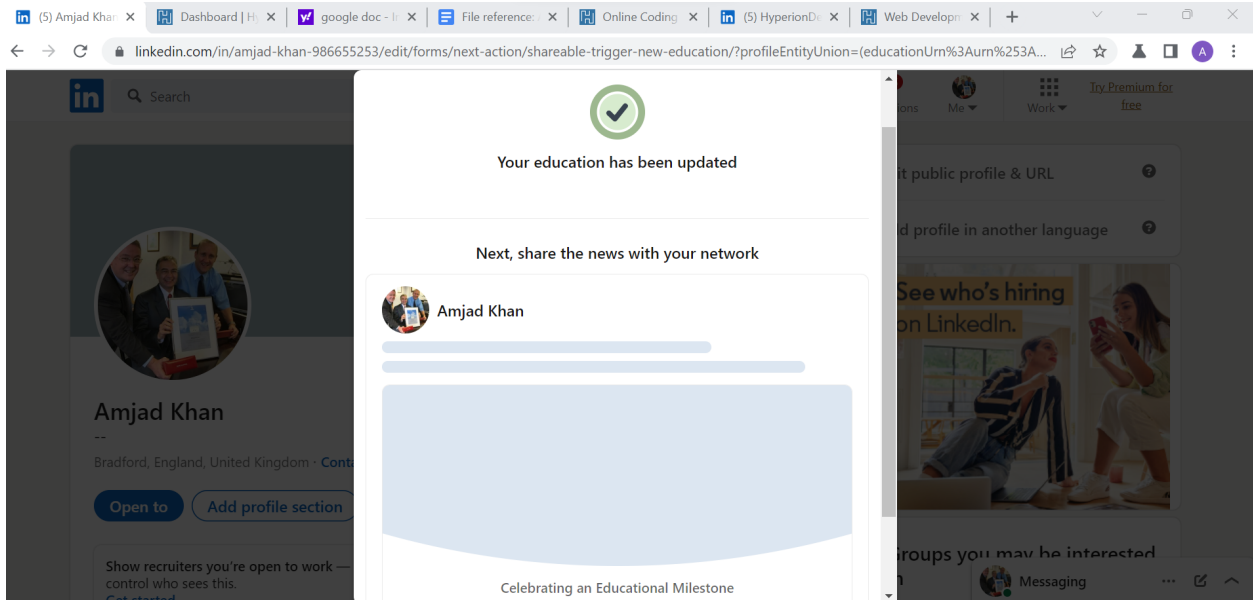 (5) Amjad Khan
Dashboard | H
google doc - I
File reference:
Online Coding
(5) HyperionDe
Web Developm
linkedin.com/in/amjad-khan-986655253/edit/forms/next-action/shareable-trigger-new-education/?profileEntityUnion=(educationUrn%3Aurn%253A...
A
in
Search
ons
Me
Work
Try Premium for
free
Your education has been updated
Next, share the news with your network
Amjad Khan
Celebrating an Educational Milestone
Amjad Khan
--
Bradford, England, United Kingdom · Conta
Open to
Add profile section
Show recruiters you're open to work —
control who sees this.
Get started
it public profile & URL
d profile in another language
See who's hiring
on LinkedIn.
Groups you may be interested
n
Messaging